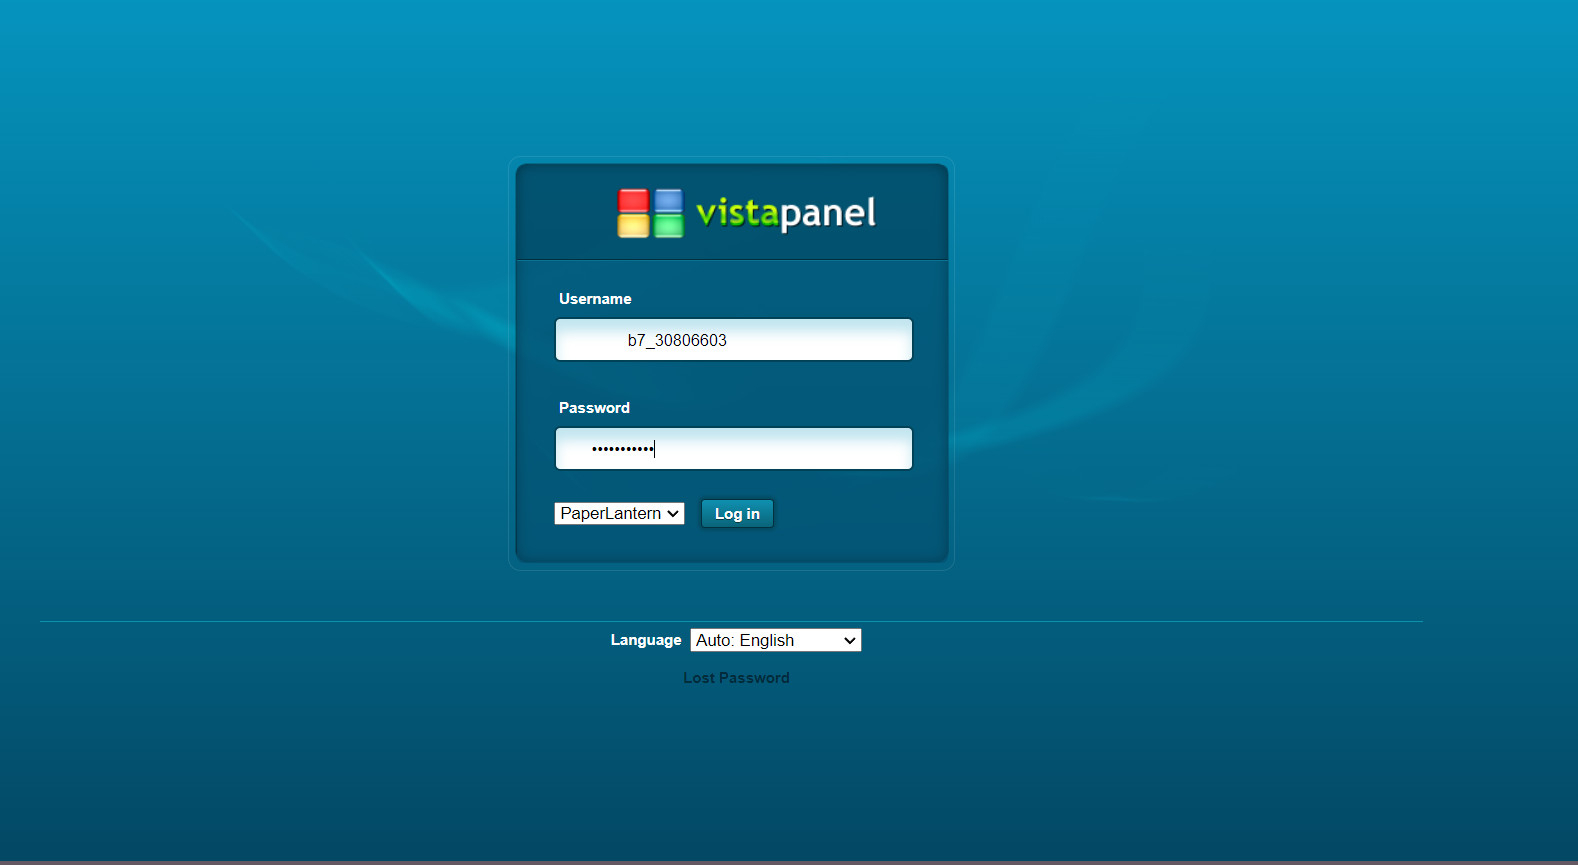 vistapanel
Username
b7_30806603
Password
•••••••••••
PaperLantern Log in
Language Auto: English
Lost Password